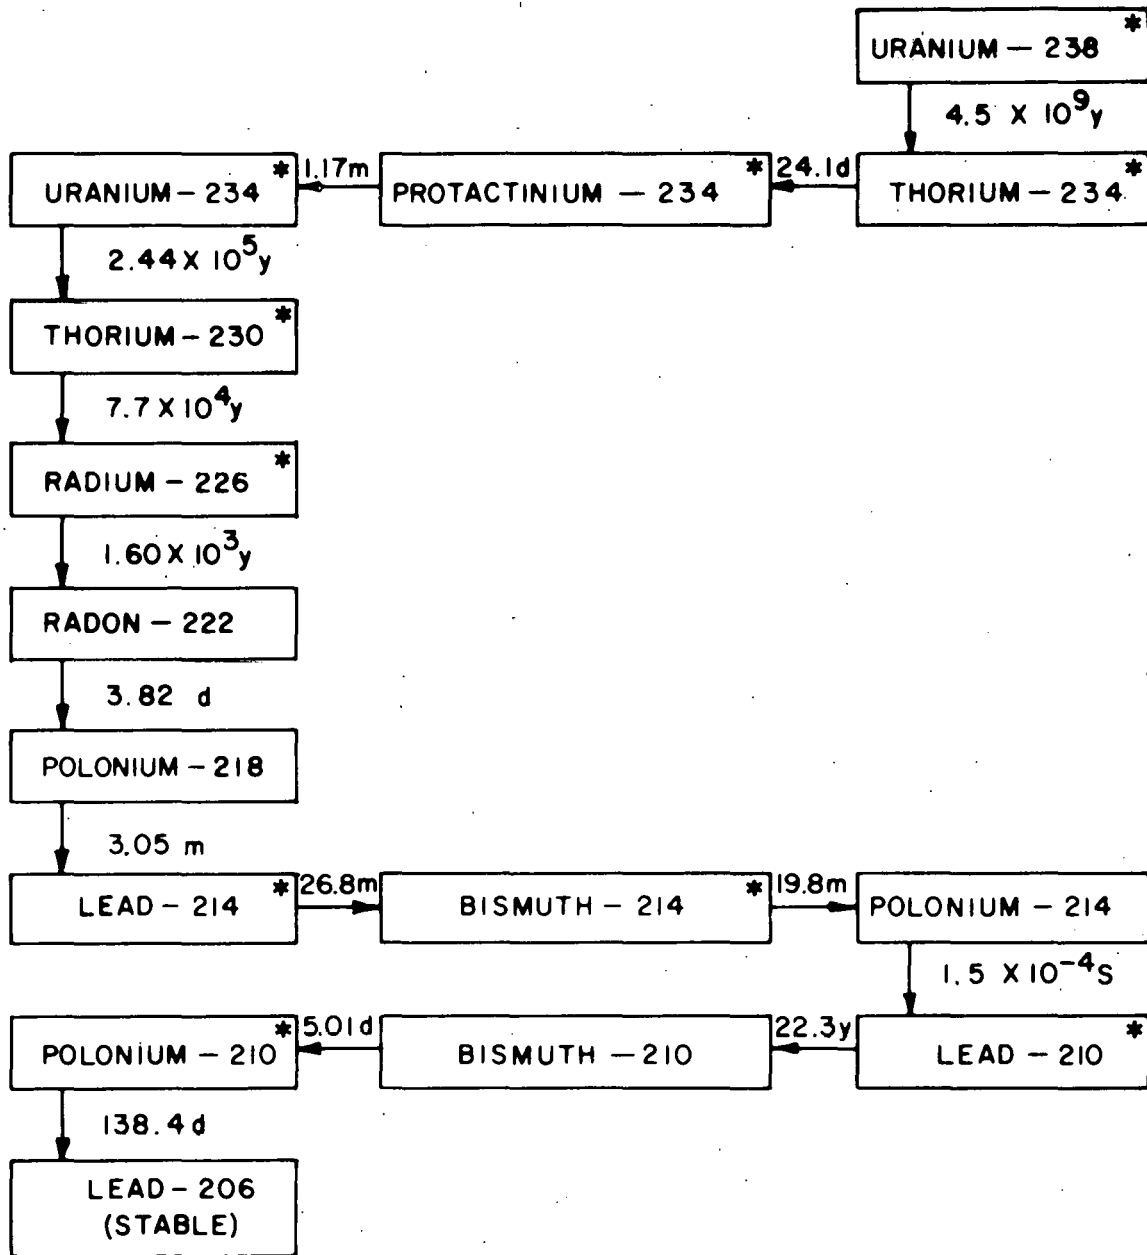 URANIUM — 238 *
4.5 X 10⁹y
URANIUM — 234 *
1.17m
PROTACTINIUM — 234 *
24.1d
THORIUM — 234 *
2.44 X 10⁵y
THORIUM — 230 *
7.7 X 10⁴y
RADIUM — 226 *
1.60 X 10³y
RADON — 222
3.82 d
POLONIUM — 218
3.05 m
LEAD — 214 *
26.8m
BISMUTH — 214 *
19.8m
POLONIUM — 214
1.5 X 10⁻⁴S
POLONIUM — 210 *
5.01d
BISMUTH — 210
22.3y
LEAD — 210 *
138.4d
LEAD — 206
(STABLE)